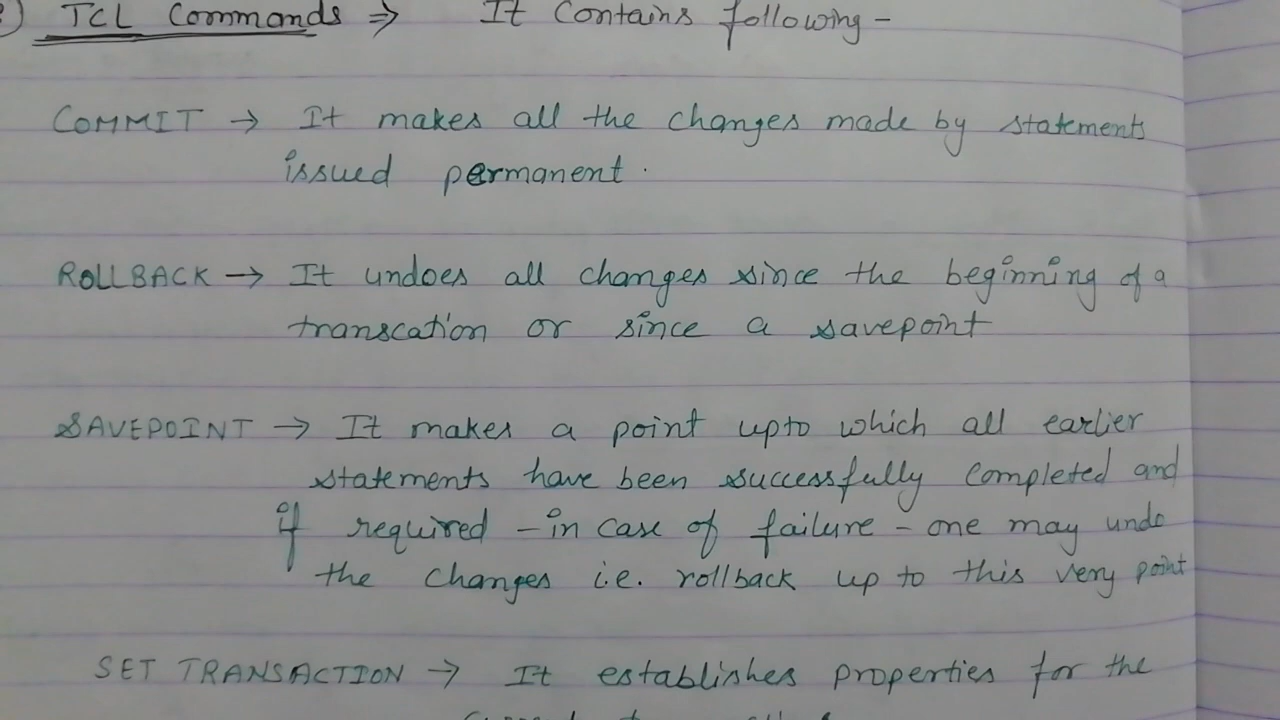 TCL Commands ⇒ It Contains following -
COMMIT → It makes all the changes made by statements
issued permanent.
ROLLBACK → It undoes all changes since the beginning of a
transcation or since a savepoint
SAVEPOINT → It makes a point upto which all earlier
statements have been successfully completed and
if required - in case of failure - one may undo
the changes i.e. rollback up to this very point
SET TRANSACTION → It establishes properties for the